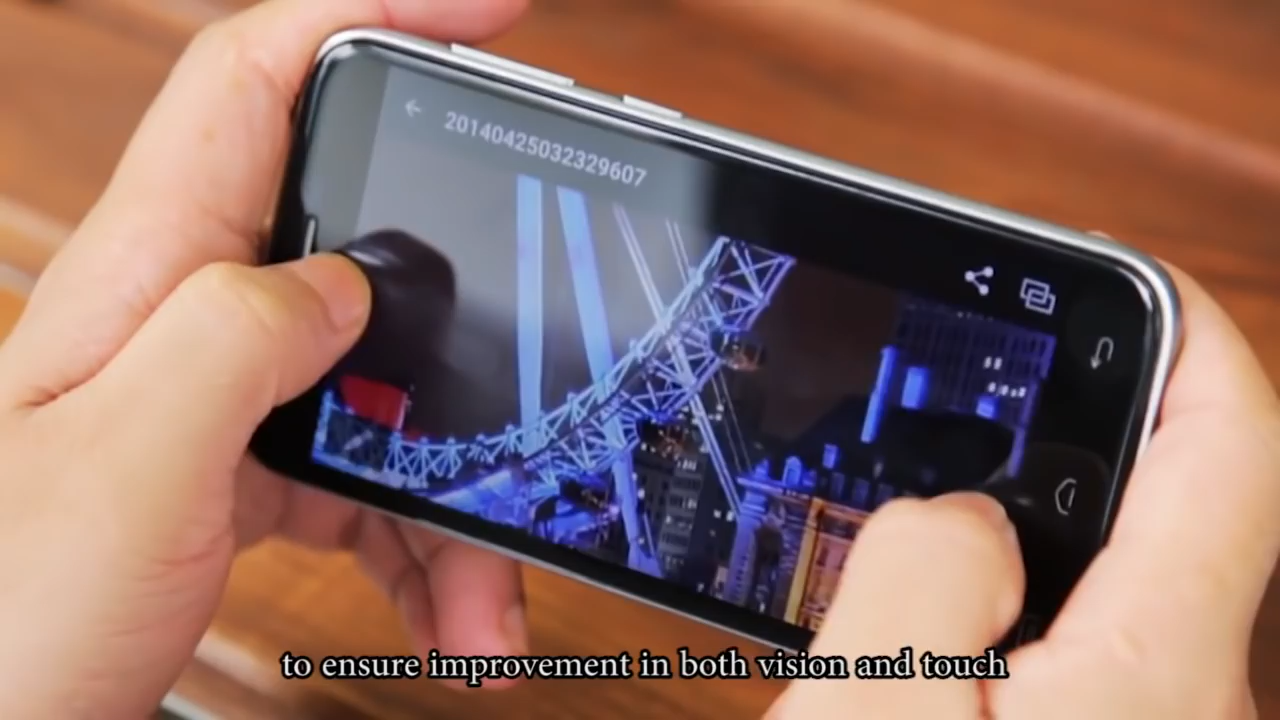 20140425032329607
to ensure improvement in both vision and touch